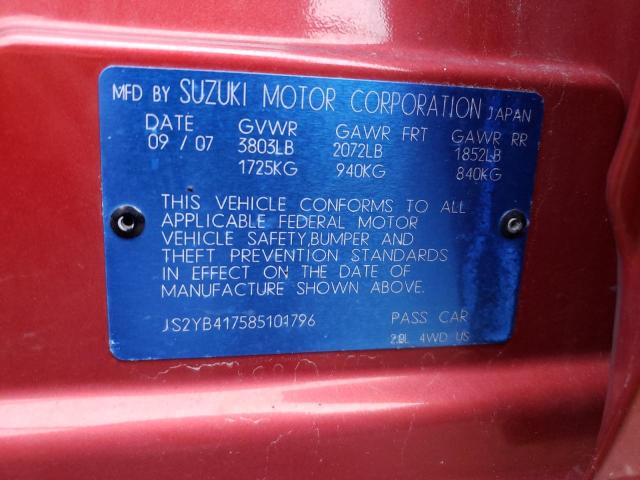 MFD BY SUZUKI MOTOR CORPORATION JAPAN
DATE GVWR GAWR FRT GAWR RR
09 / 07 3803LB 2072LB 1852LB
1725KG 940KG 840KG
THIS VEHICLE CONFORMS TO ALL
APPLICABLE FEDERAL MOTOR
VEHICLE SAFETY,BUMPER AND
THEFT PREVENTION STANDARDS
IN EFFECT ON THE DATE OF
MANUFACTURE SHOWN ABOVE.
JS2YB417585101796 PASS CAR
2.0L 4WD US